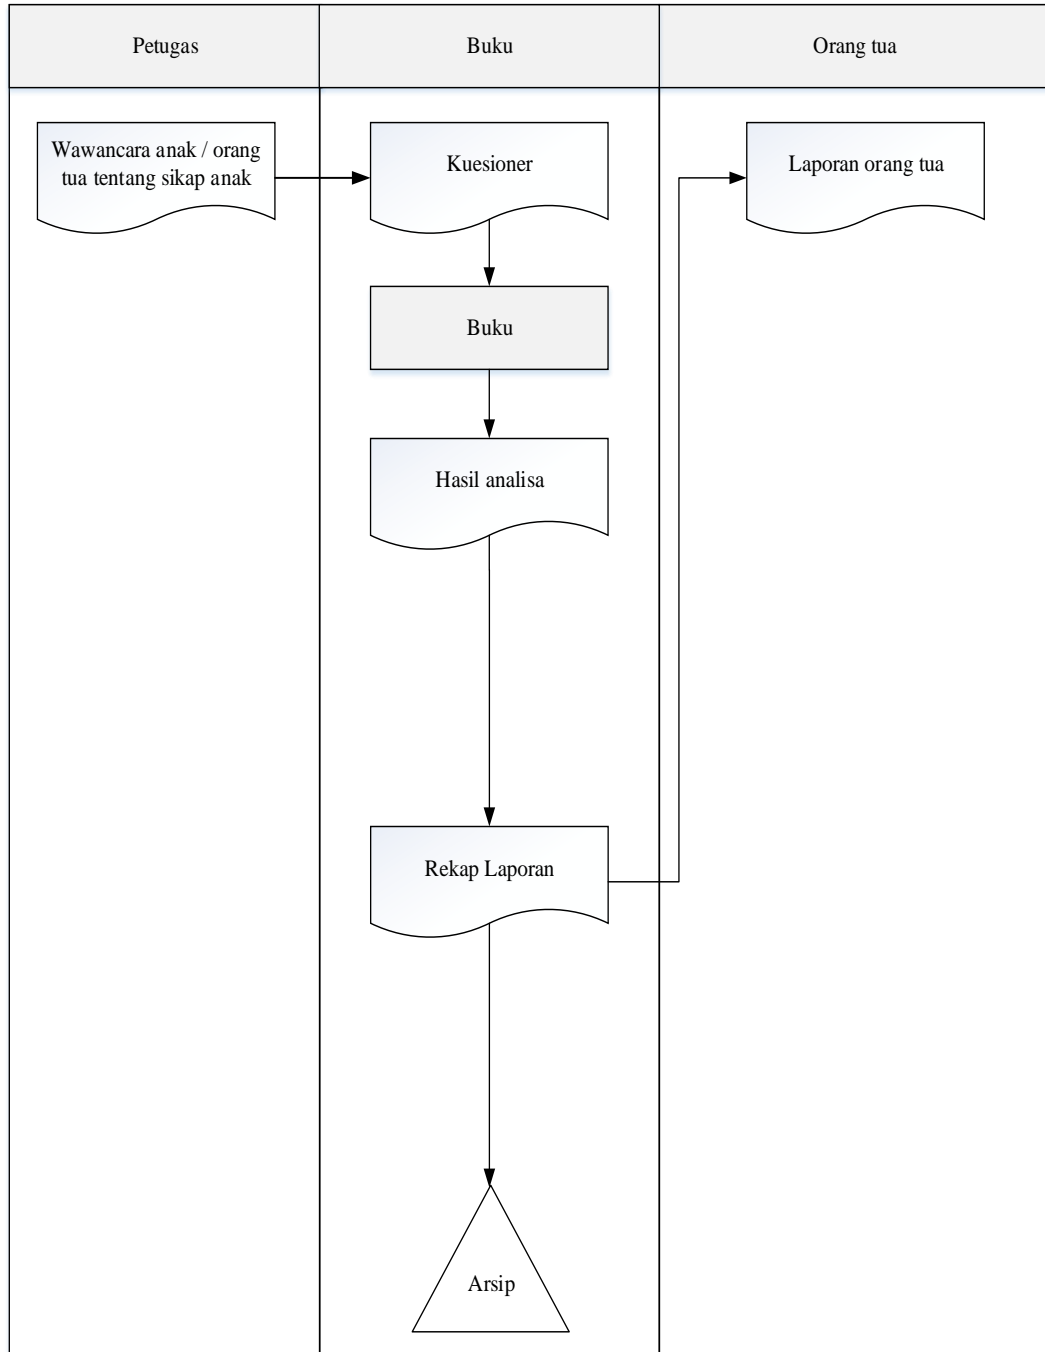 Petugas
Buku
Orang tua
Wawancara anak / orang
tua tentang sikap anak
Kuesioner
Laporan orang tua
Buku
Hasil analisa
Rekap Laporan
Arsip